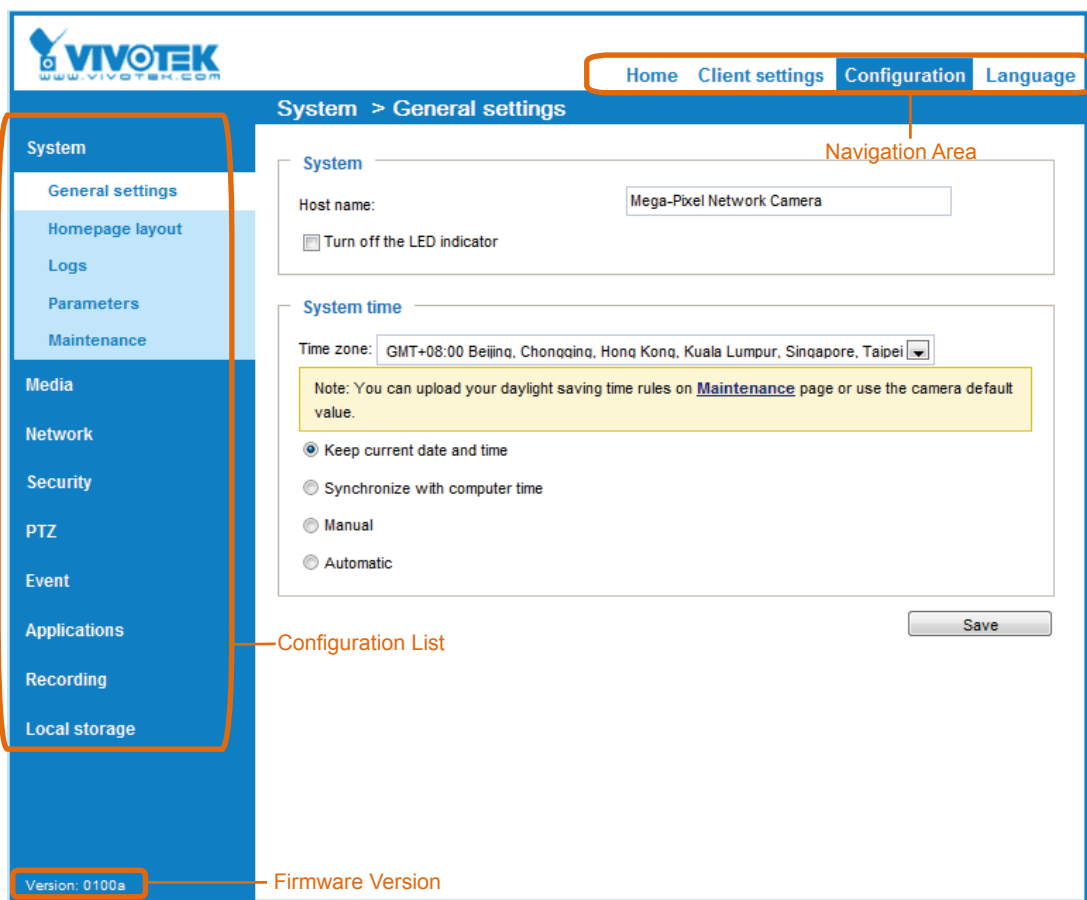 VIVOTEK
www.vivotek.com
Home Client settings Configuration Language
System > General settings
Navigation Area
System
General settings
Homepage layout
Logs
Parameters
Maintenance
Media
Network
Security
PTZ
Event
Applications
Recording
Local storage
Version: 0100a
System
Host name: Mega-Pixel Network Camera
Turn off the LED indicator
System time
Time zone: GMT+08:00 Beijing, Chongqing, Hong Kong, Kuala Lumpur, Singapore, Taipei
Note: You can upload your daylight saving time rules on Maintenance page or use the camera default
value.
Keep current date and time
Synchronize with computer time
Manual
Automatic
Save
Configuration List
Firmware Version